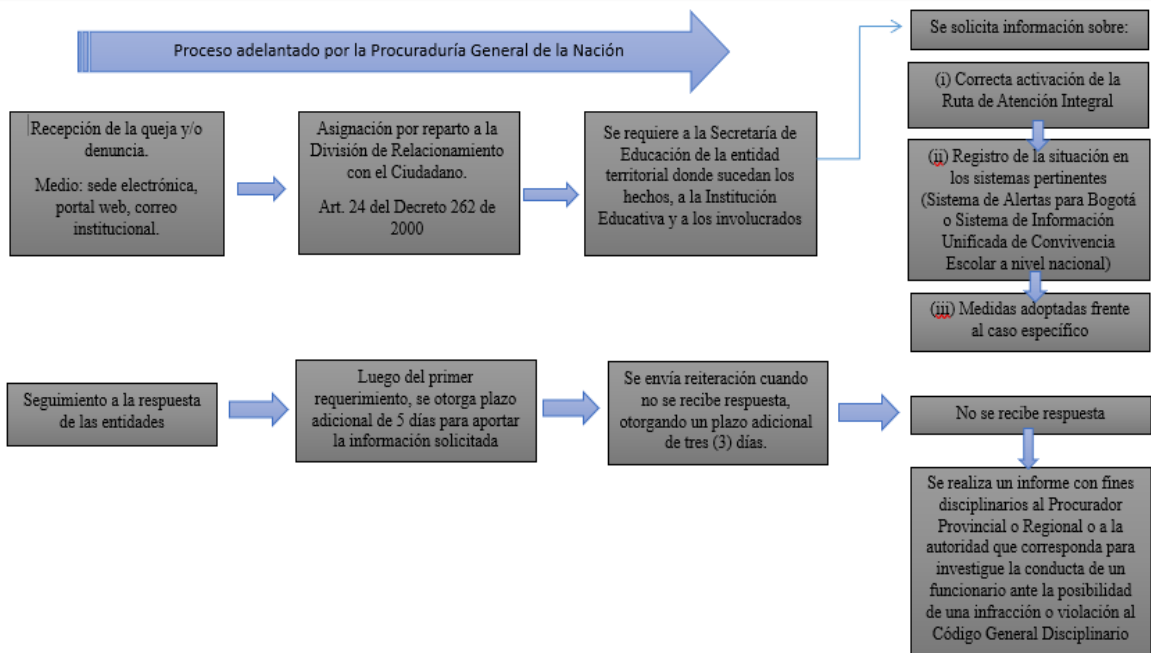 Proceso adelantado por la Procuraduría General de la Nación
Recepción de la queja y/o
denuncia.
Medio: sede electrónica,
portal web, correo
institucional.
Asignación por reparto a la
División de Relacionamiento
con el Ciudadano.
Art. 24 del Decreto 262 de
2000
Se requiere a la Secretaría de
Educación de la entidad
territorial donde sucedan los
hechos, a la Institución
Educativa y a los involucrados
Se solicita información sobre:
(i) Correcta activación de la
Ruta de Atención Integral
(ii) Registro de la situación en
los sistemas pertinentes
(Sistema de Alertas para Bogotá
o Sistema de Información
Unificada de Convivencia
Escolar a nivel nacional)
(iii) Medidas adoptadas frente
al caso específico
Seguimiento a la respuesta
de las entidades
Luego del primer
requerimiento, se otorga plazo
adicional de 5 días para aportar
la información solicitada
Se envía reiteración cuando
no se recibe respuesta,
otorgando un plazo adicional
de tres (3) días.
No se recibe respuesta
Se realiza un informe con fines
disciplinarios al Procurador
Provincial o Regional o a la
autoridad que corresponda para
investigue la conducta de un
funcionario ante la posibilidad
de una infracción o violación al
Código General Disciplinario